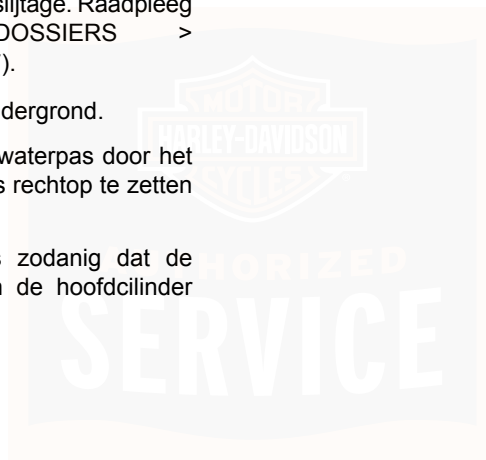 slijtage. Raadpleeg
DOSSIERS >
).
dergrond.
waterpas door het
s rechtop te zetten
zodanig dat de
de hoofdcilinder
MOTOR
HARLEY-DAVIDSON
CYCLES
AUTHORIZED
SERVICE